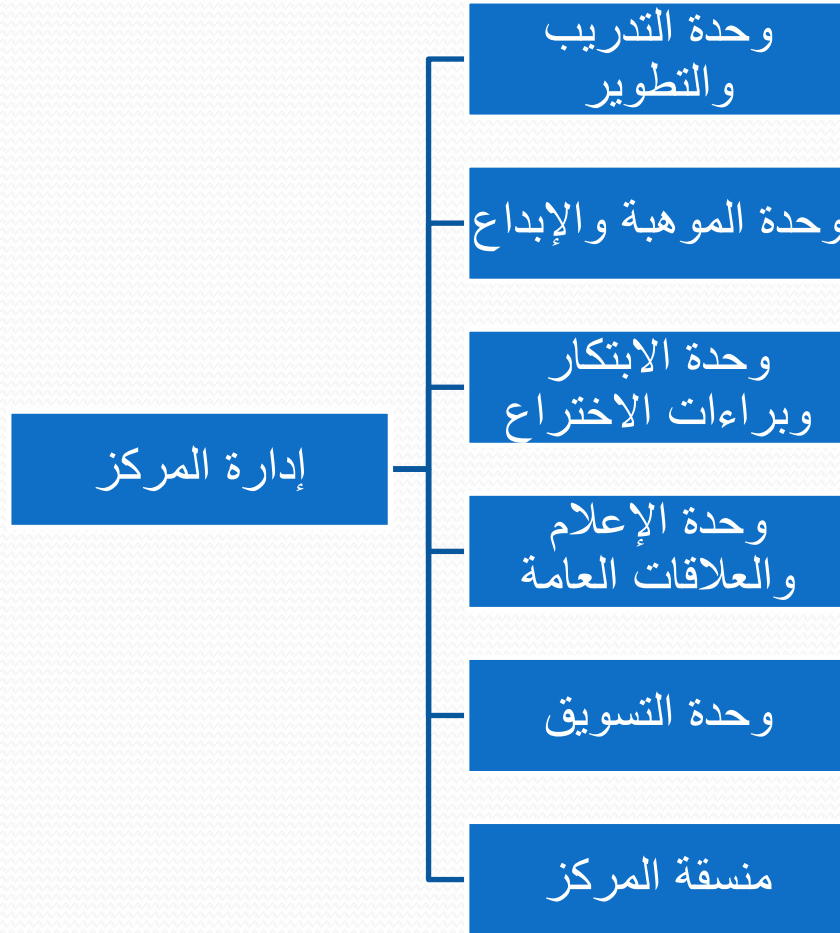 وحدة التدريب
والتطوير
وحدة الموهبة والإبداع
وحدة الابتكار
وبراءات الاختراع
إدارة المركز
وحدة الإعلام
والعلاقات العامة
وحدة التسويق
منسقة المركز